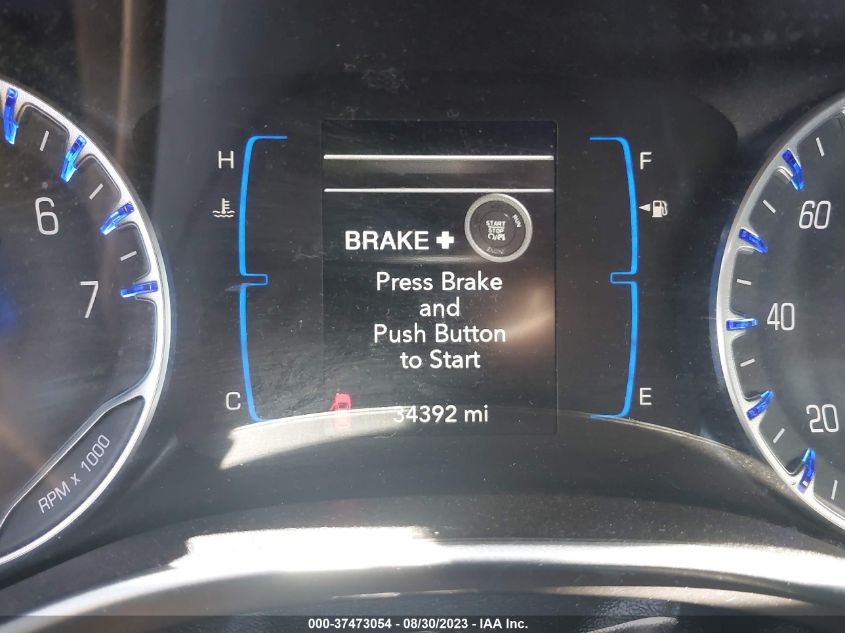 H
F
6
60
START
STOP
RUN
ENGINE
BRAKE +
Press Brake
and
Push Button
to Start
7
40
C
E
34392 mi
20
RPM x 1000
000-37473054 - 08/30/2023 - IAA Inc.